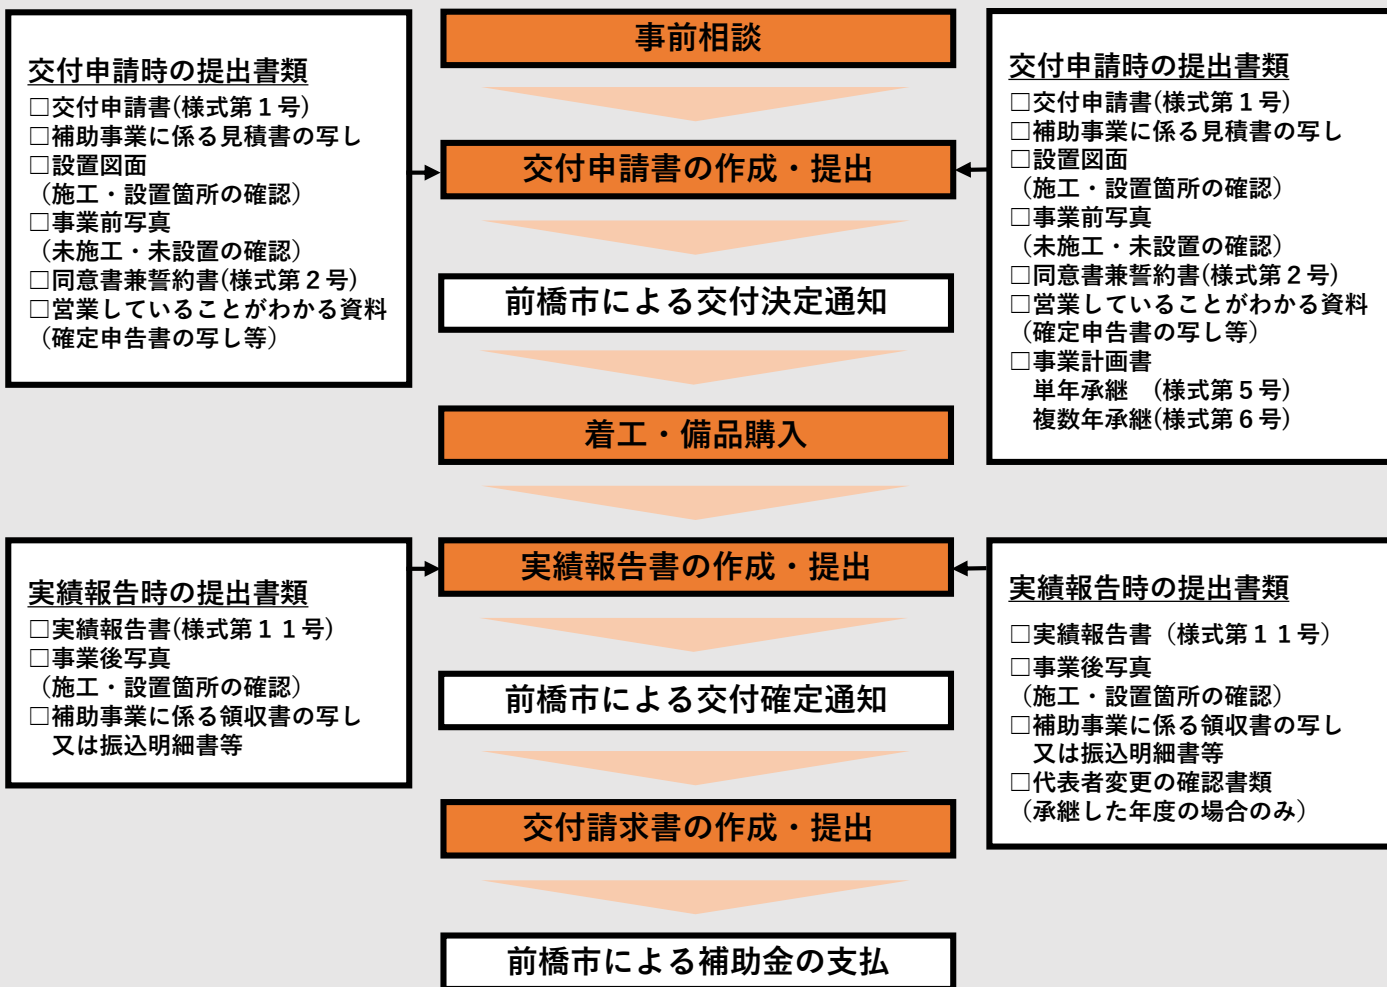 事前相談
交付申請時の提出書類
□交付申請書(様式第１号)
□補助事業に係る見積書の写し
□設置図面
（施工・設置箇所の確認）
□事業前写真
（未施工・未設置の確認）
□同意書兼誓約書(様式第２号)
□営業していることがわかる資料
（確定申告書の写し等）
交付申請書の作成・提出
交付申請時の提出書類
□交付申請書(様式第１号)
□補助事業に係る見積書の写し
□設置図面
（施工・設置箇所の確認）
□事業前写真
（未施工・未設置の確認）
□同意書兼誓約書(様式第２号)
□営業していることがわかる資料
（確定申告書の写し等）
□事業計画書
単年承継　(様式第５号)
複数年承継(様式第６号)
前橋市による交付決定通知
着工・備品購入
実績報告時の提出書類
□実績報告書(様式第１１号)
□事業後写真
（施工・設置箇所の確認）
□補助事業に係る領収書の写し
又は振込明細書等
実績報告書の作成・提出
実績報告時の提出書類
□実績報告書（様式第１１号）
□事業後写真
（施工・設置箇所の確認）
□補助事業に係る領収書の写し
又は振込明細書等
□代表者変更の確認書類
（承継した年度の場合のみ）
前橋市による交付確定通知
交付請求書の作成・提出
前橋市による補助金の支払